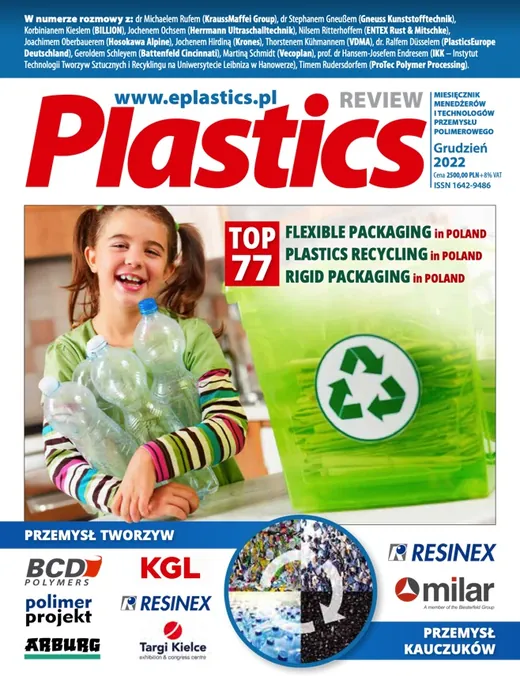 W numerze rozmowy z: dr Michaelem Rufem (KraussMaffei Group), dr Stephanem Gneußem (Gneuss Kunststofftechnik),
Korbinianem Kieslem (BILLION), Jochenem Ochsem (Herrmann Ultraschalltechnik), Nilsem Ritterhoffem (ENTEX Rust & Mitschke),
Joachimem Oberbauerem (Hosokawa Alpine), Jochenem Hirdiną (Krones), Thorstenem Kühmannem (VDMA), dr. Ralfem Düsselem (PlasticsEurope
Deutschland), Geroldem Schleyem (Battenfeld Cincinnati), Martiną Schmidt (Vecoplan), prof. dr Hansem-Josefem Endresem (IKK – Instytut
Technologii Tworzyw Sztucznych i Recyklingu na Uniwersytecie Leibniza w Hanowerze), Timem Rudersdorfem (ProTec Polymer Processing).
www.eplastics.pl
REVIEW
Plastics
MIESIĘCZNIK
MENEDŻERÓW
I TECHNOLOGÓW
PRZEMYSŁU
POLIMEROWEGO
Grudzień
2022
Cena 2500,00 PLN + 8% VAT
ISSN 1642-9486
TOP
77
FLEXIBLE PACKAGING in POLAND
PLASTICS RECYCLING in POLAND
RIGID PACKAGING in POLAND
PRZEMYSŁ TWORZYW
BCD
POLYMERS
KGL
polimer
projekt
RESINEX
ARBURG
Targi Kielce
exhibition & congress centre
RESINEX
milar
A member of the Biesterfeld Group
PRZEMYSŁ
KAUCZUKÓW